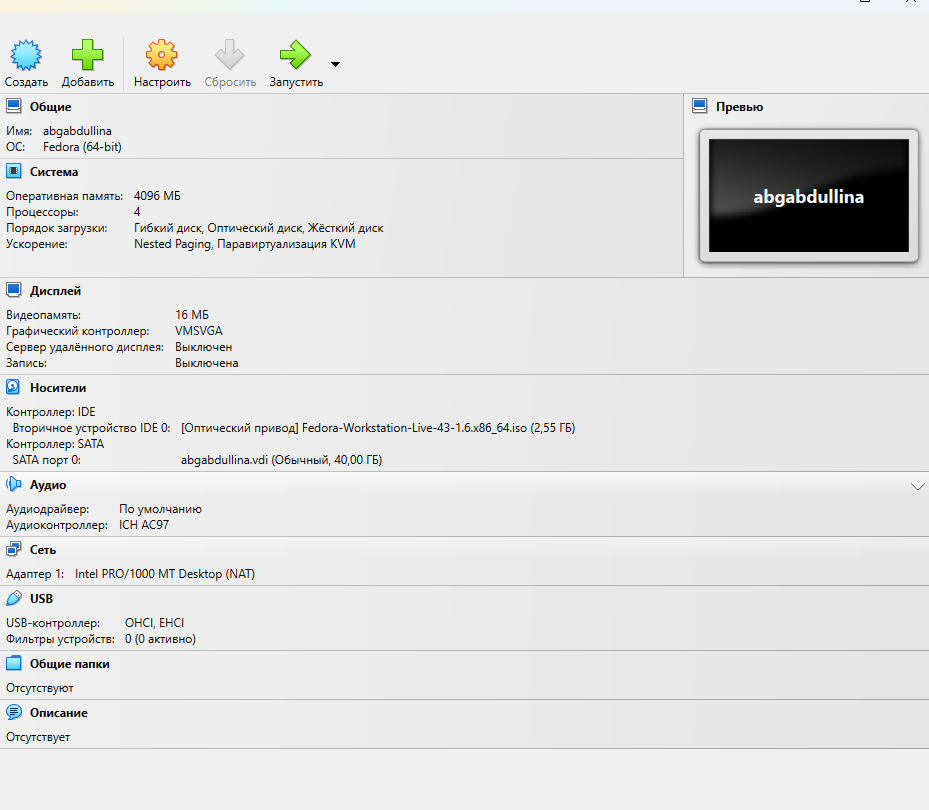 Создать Добавить Настроить Сбросить Запустить
Общие
Имя: abgabdullina
ОС: Fedora (64-bit)
Превью
abgabdullina
Система
Оперативная память: 4096 МБ
Процессоры: 4
Порядок загрузки: Гибкий диск, Оптический диск, Жёсткий диск
Ускорение: Nested Paging, Паравиртуализация KVM
Дисплей
Видеопамять: 16 МБ
Графический контроллер: VMSVGA
Сервер удалённого дисплея: Выключен
Запись: Выключена
Носители
Контроллер: IDE
Вторичное устройство IDE 0: [Оптический привод] Fedora-Workstation-Live-43-1.6.x86_64.iso (2,55 ГБ)
Контроллер: SATA
SATA порт 0: abgabdullina.vdi (Обычный, 40,00 ГБ)
Аудио
Аудиодрайвер: По умолчанию
Аудиоконтроллер: ICH AC97
Сеть
Адаптер 1: Intel PRO/1000 MT Desktop (NAT)
USB
USB-контроллер: OHCI, EHCI
Фильтры устройств: 0 (0 активно)
Общие папки
Отсутствуют
Описание
Отсутствует